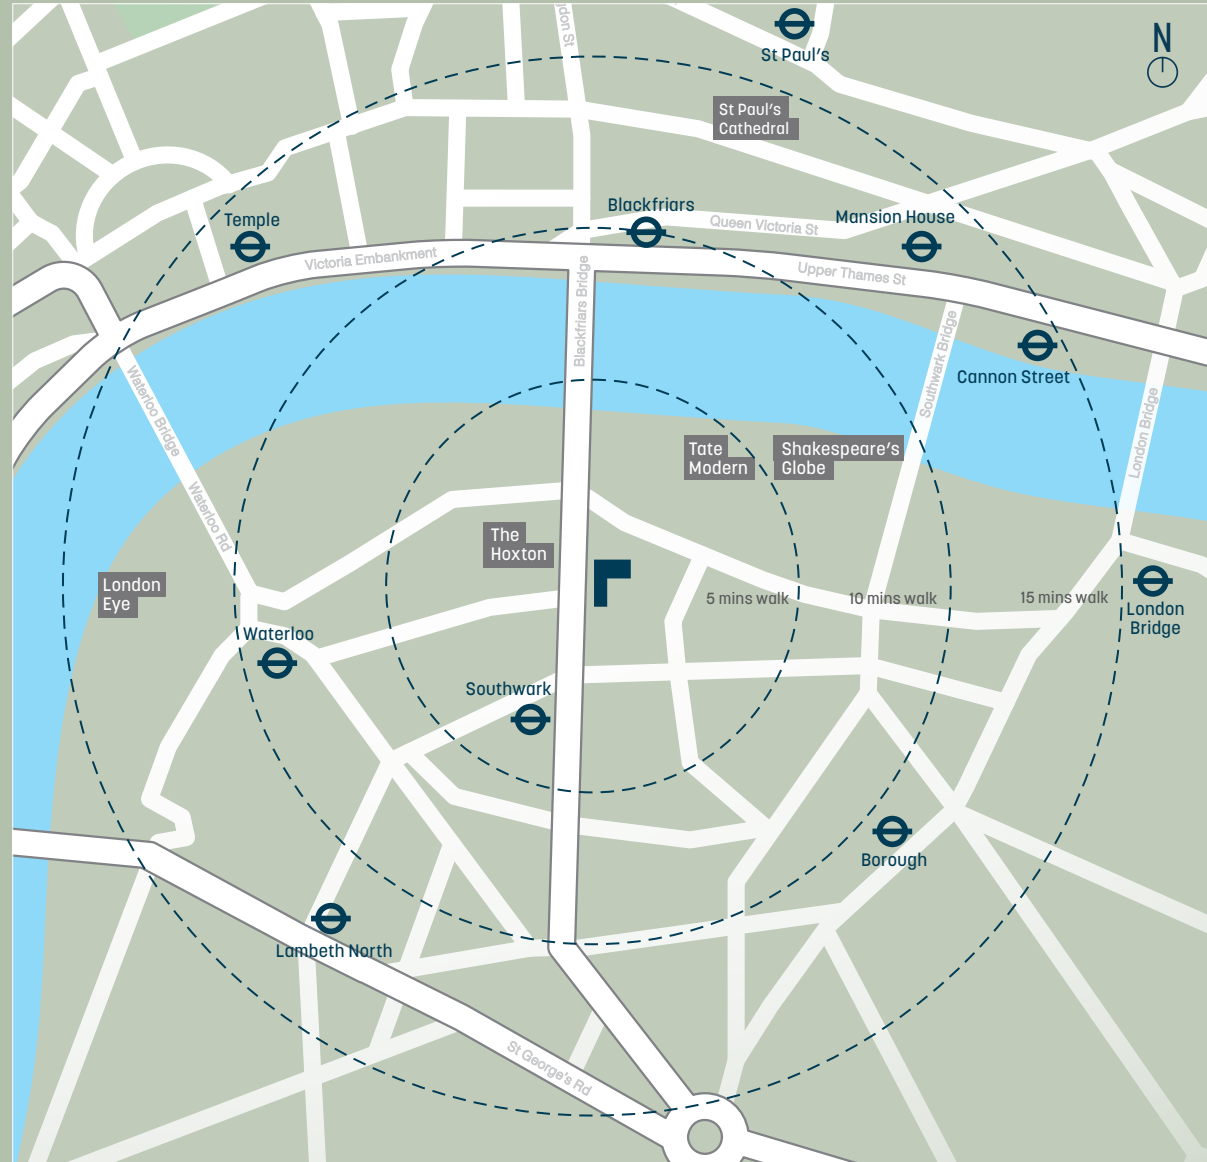 gdon St
St Paul's
N
St Paul's
Cathedral
Temple
Blackfriars
Queen Victoria St
Mansion House
Victoria Embankment
Upper Thames St
Blackfriars Bridge
Southwark Bridge
Cannon Street
Waterloo Bridge
London Bridge
Tate
Modern
Shakespeare's
Globe
Waterloo Rd
The
Hoxton
London
Eye
5 mins walk
10 mins walk
15 mins walk
London
Bridge
Waterloo
Southwark
Borough
Lambeth North
St George's Rd